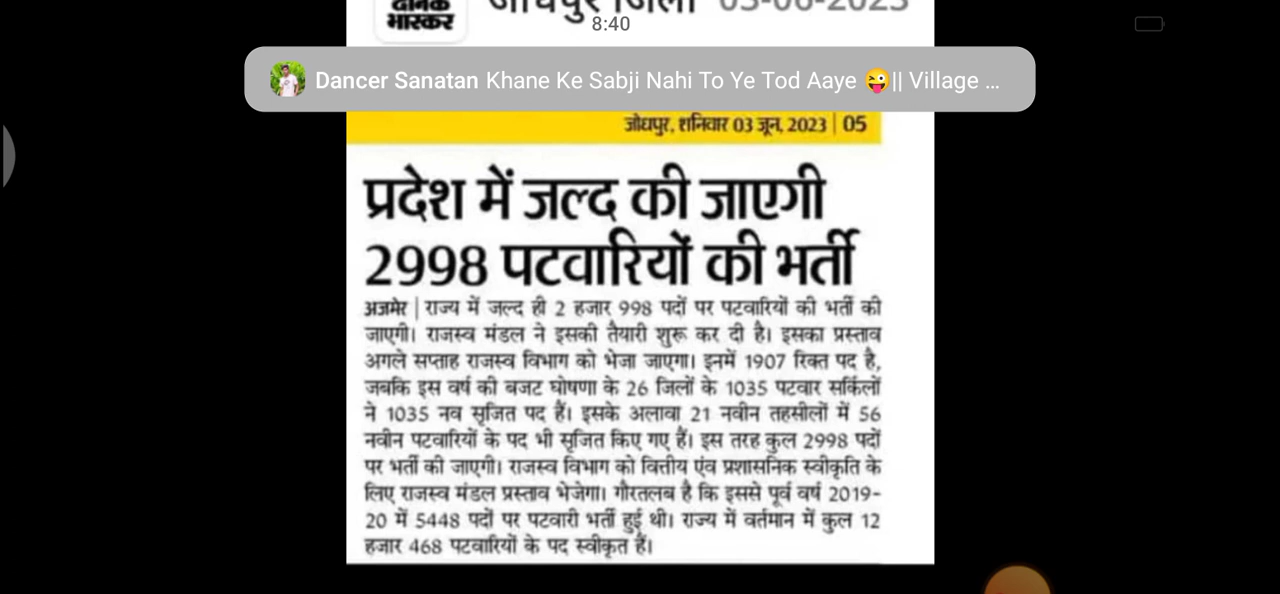 दैनिक
भास्कर
जोधपुर जिला 03-06-2023
8:40
Dancer Sanatan Khane Ke Sabji Nahi To Ye Tod Aaye 😜|| Village ...
जोधपुर, शनिवार 03 जून, 2023 | 05
प्रदेश में जल्द की जाएगी
2998 पटवारियों की भर्ती
अजमेर | राज्य में जल्द ही 2 हजार 998 पदों पर पटवारियों की भर्ती की
जाएगी। राजस्व मंडल ने इसकी तैयारी शुरू कर दी है। इसका प्रस्ताव
अगले सप्ताह राजस्व विभाग को भेजा जाएगा। इनमें 1907 रिक्त पद है,
जबकि इस वर्ष की बजट घोषणा के 26 जिलों के 1035 पटवार सर्किलों
ने 1035 नव सृजित पद हैं। इसके अलावा 21 नवीन तहसीलों में 56
नवीन पटवारियों के पद भी सृजित किए गए हैं। इस तरह कुल 2998 पदों
पर भर्ती की जाएगी। राजस्व विभाग को वित्तीय एंव प्रशासनिक स्वीकृति के
लिए राजस्व मंडल प्रस्ताव भेजेगा। गौरतलब है कि इससे पूर्व वर्ष 2019-
20 में 5448 पदों पर पटवारी भर्ती हुई थी। राज्य में वर्तमान में कुल 12
हजार 468 पटवारियों के पद स्वीकृत हैं।